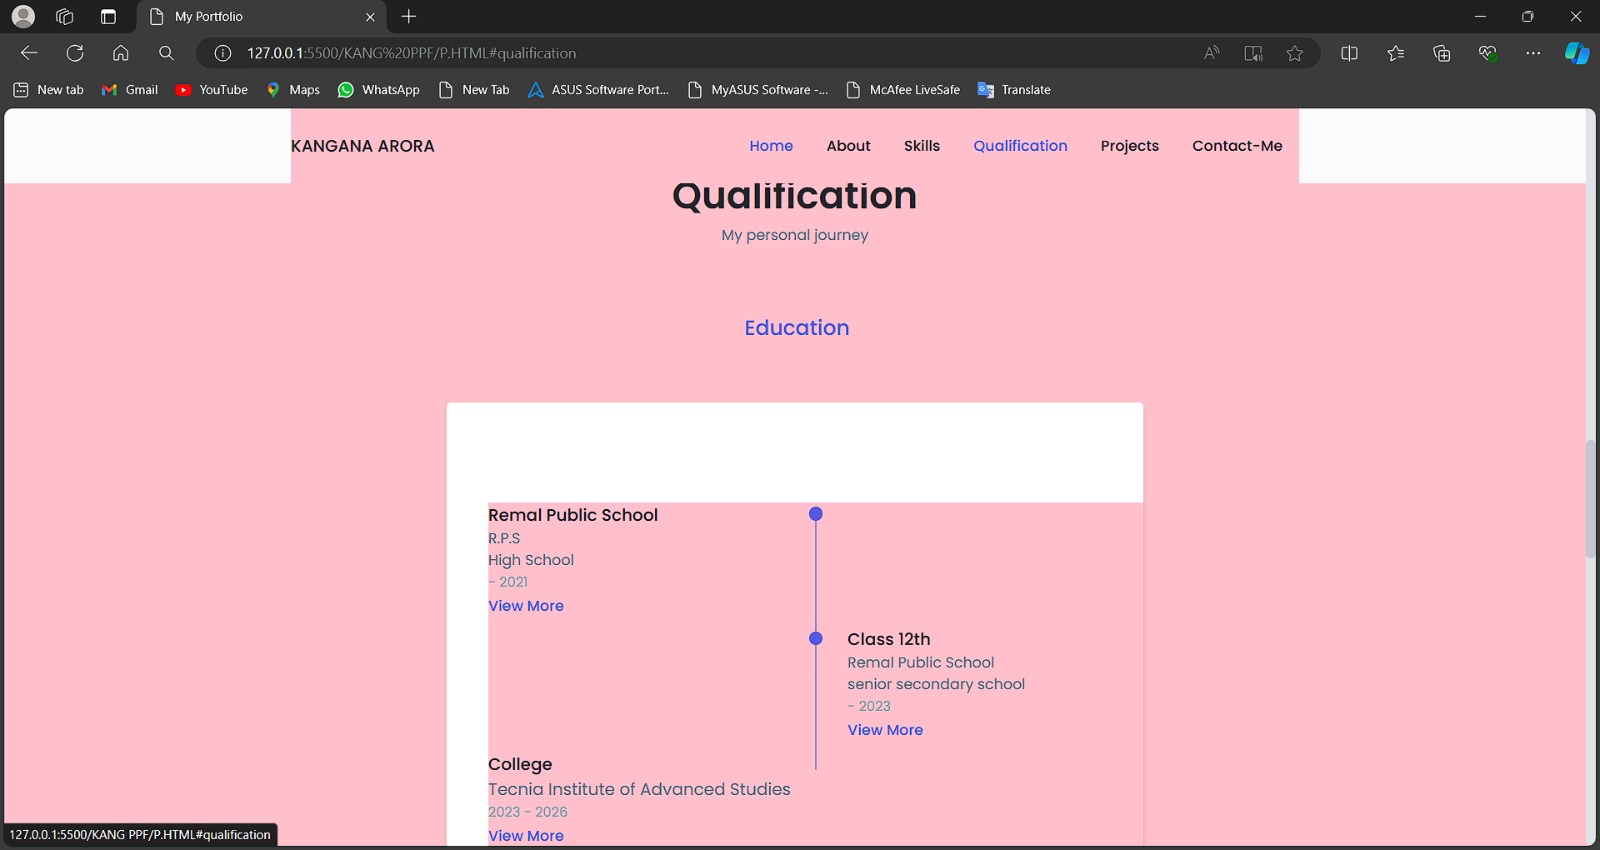 My Portfolio
127.0.0.1:5500/KANG%20PPF/P.HTML#qualification
New tab
Gmail
YouTube
Maps
WhatsApp
New Tab
ASUS Software Port...
MyASUS Software -...
McAfee LiveSafe
Translate
KANGANA ARORA
Home
About
Skills
Qualification
Projects
Contact-Me
Qualification
My personal journey
Education
Remal Public School
R.P.S
High School
- 2021
View More
Class 12th
Remal Public School
senior secondary school
- 2023
View More
College
Tecnia Institute of Advanced Studies
2023 - 2026
View More
127.0.0.1:5500/KANG PPF/P.HTML#qualification